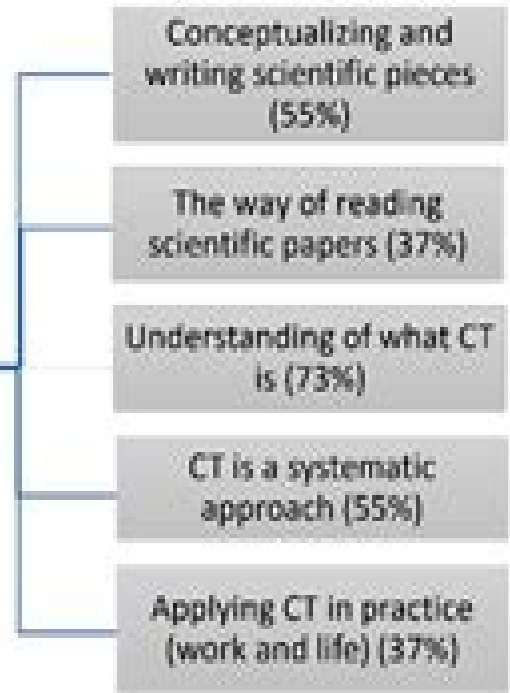 Conceptualizing and
writing scientific pieces
(55%)
The way of reading
scientific papers (37%)
Understanding of what CT
is (73%)
CT is a systematic
approach (55%)
Applying CT in practice
(work and life) (37%)